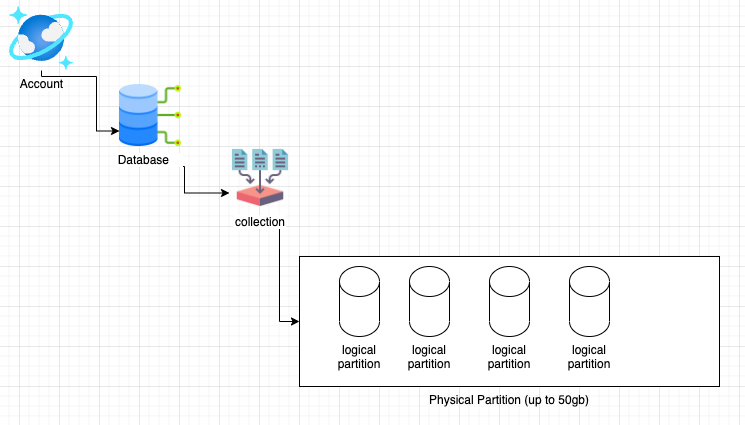 Account
Database
collection
logical
partition
logical
partition
logical
partition
logical
partition
Physical Partition (up to 50gb)